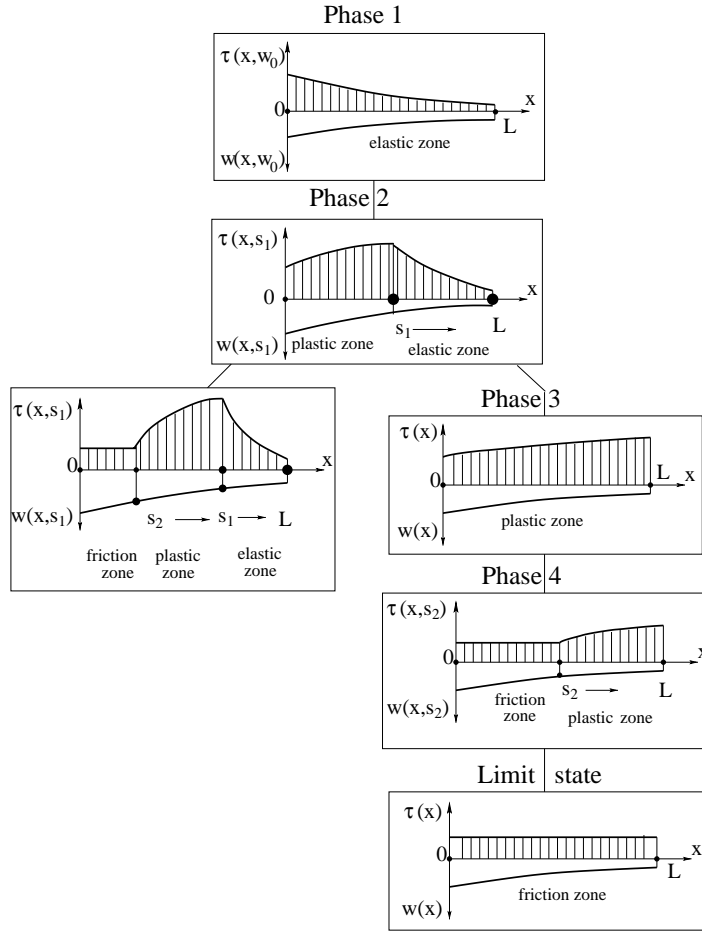 Phase 1
τ(x,w₀)
x
0
L
elastic zone
w(x,w₀)
Phase 2
τ(x,s₁)
x
0
s₁
L
w(x,s₁)
plastic zone
elastic zone
τ(x,s₁)
x
0
w(x,s₁)
s₂
s₁
L
friction zone
plastic zone
elastic zone
Phase 3
τ(x)
L
0
x
w(x)
plastic zone
Phase 4
τ(x,s₂)
x
0
s₂
L
w(x,s₂)
friction zone
plastic zone
Limit state
τ(x)
x
0
L
w(x)
friction zone